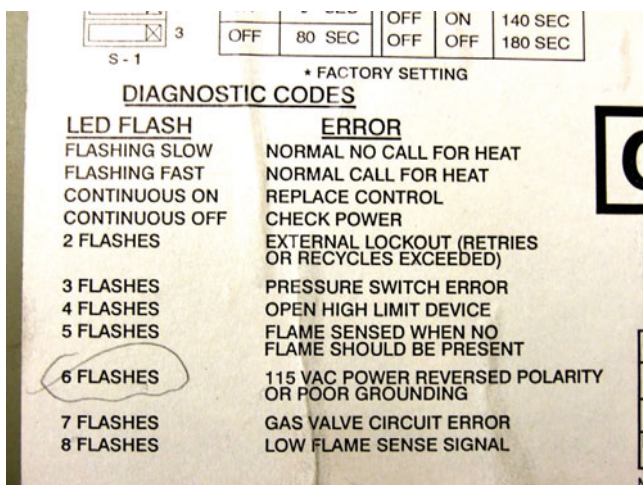 OFF ON 140 SEC
3 OFF 80 SEC OFF OFF 180 SEC
S - 1
* FACTORY SETTING
DIAGNOSTIC CODES
LED FLASH ERROR
FLASHING SLOW NORMAL NO CALL FOR HEAT
FLASHING FAST NORMAL CALL FOR HEAT
CONTINUOUS ON REPLACE CONTROL
CONTINUOUS OFF CHECK POWER
2 FLASHES EXTERNAL LOCKOUT (RETRIES
OR RECYCLES EXCEEDED)
3 FLASHES PRESSURE SWITCH ERROR
4 FLASHES OPEN HIGH LIMIT DEVICE
5 FLASHES FLAME SENSED WHEN NO
FLAME SHOULD BE PRESENT
6 FLASHES 115 VAC POWER REVERSED POLARITY
OR POOR GROUNDING
7 FLASHES GAS VALVE CIRCUIT ERROR
8 FLASHES LOW FLAME SENSE SIGNAL